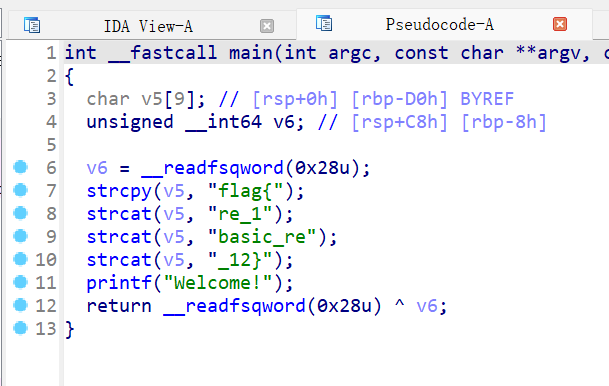 IDA View-A Pseudocode-A
1 int __fastcall main(int argc, const char **argv, c
2 {
3 char v5[9]; // [rsp+0h] [rbp-D0h] BYREF
4 unsigned __int64 v6; // [rsp+C8h] [rbp-8h]
5
6 v6 = __readfsqword(0x28u);
7 strcpy(v5, "flag{");
8 strcat(v5, "re_1");
9 strcat(v5, "basic_re");
10 strcat(v5, "_12}");
11 printf("Welcome!");
12 return __readfsqword(0x28u) ^ v6;
13 }